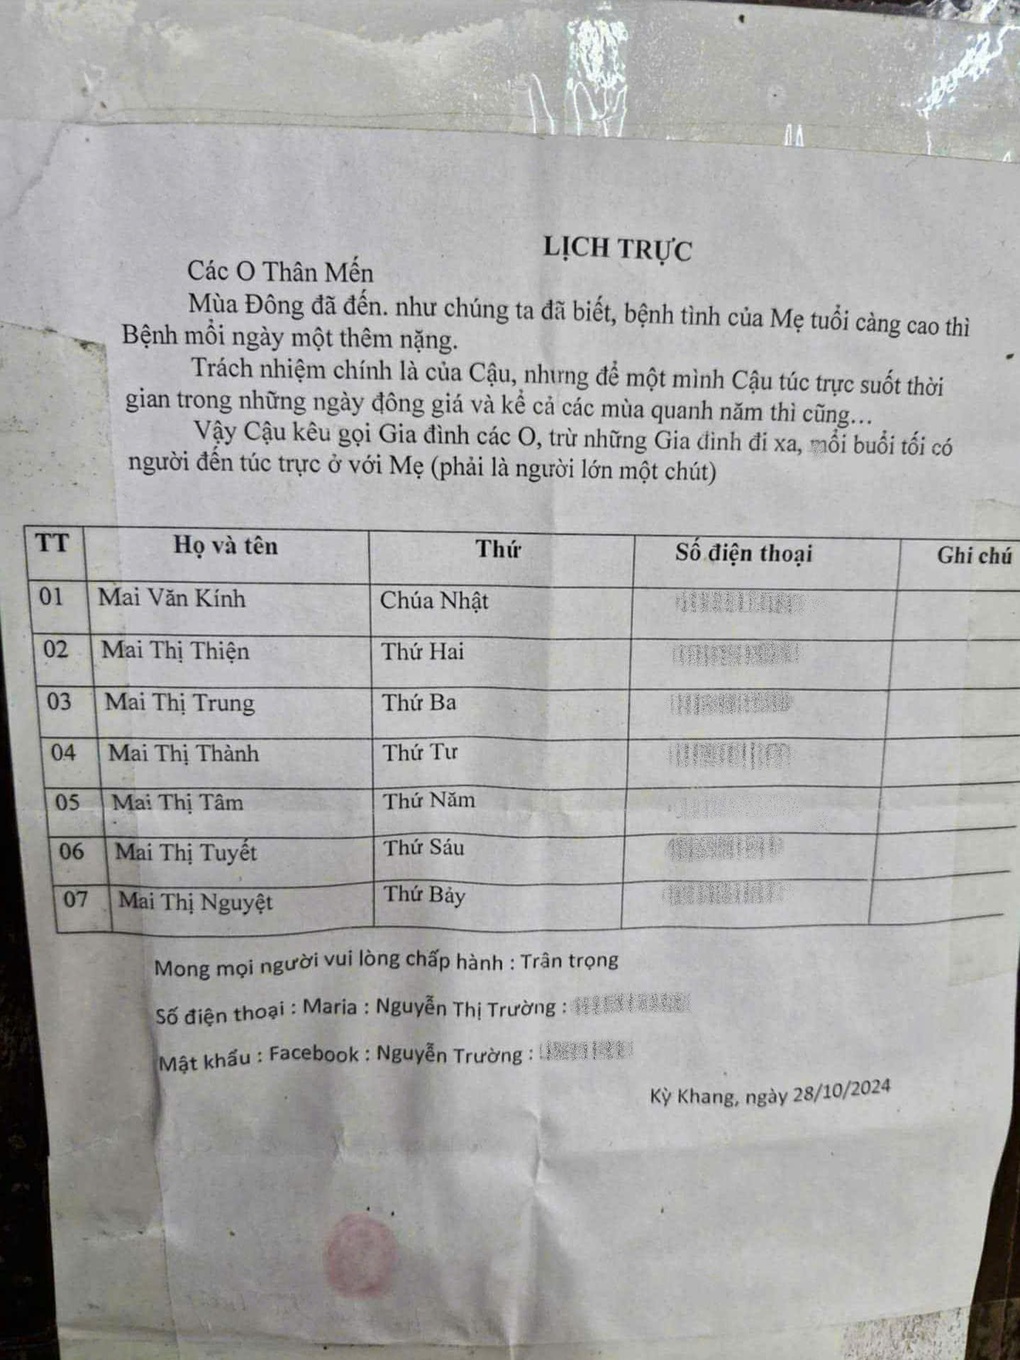 LỊCH TRỰC
Các O Thân Mến
Mùa Đông đã đến. như chúng ta đã biết, bệnh tình của Mẹ tuổi càng cao thì
Bệnh mổi ngày một thêm nặng.
Trách nhiệm chính là của Cậu, nhưng để một mình Cậu túc trực suốt thời
gian trong những ngày đông giá và kể cả các mùa quanh năm thì cũng...
Vậy Cậu kêu gọi Gia đình các O, trừ những Gia đình đi xa, mổi buổi tối có
người đến túc trực ở với Mẹ (phải là người lớn một chút)
TT Họ và tên Thứ Số điện thoại Ghi chú
01 Mai Văn Kính Chúa Nhật
02 Mai Thị Thiện Thứ Hai
03 Mai Thị Trung Thứ Ba
04 Mai Thị Thành Thứ Tư
05 Mai Thị Tâm Thứ Năm
06 Mai Thị Tuyết Thứ Sáu
07 Mai Thị Nguyệt Thứ Bảy
Mong mọi người vui lòng chấp hành : Trân trọng
Số điện thoại : Maria : Nguyễn Thị Trường :
Mật khẩu : Facebook : Nguyễn Trường :
Kỳ Khang, ngày 28/10/2024